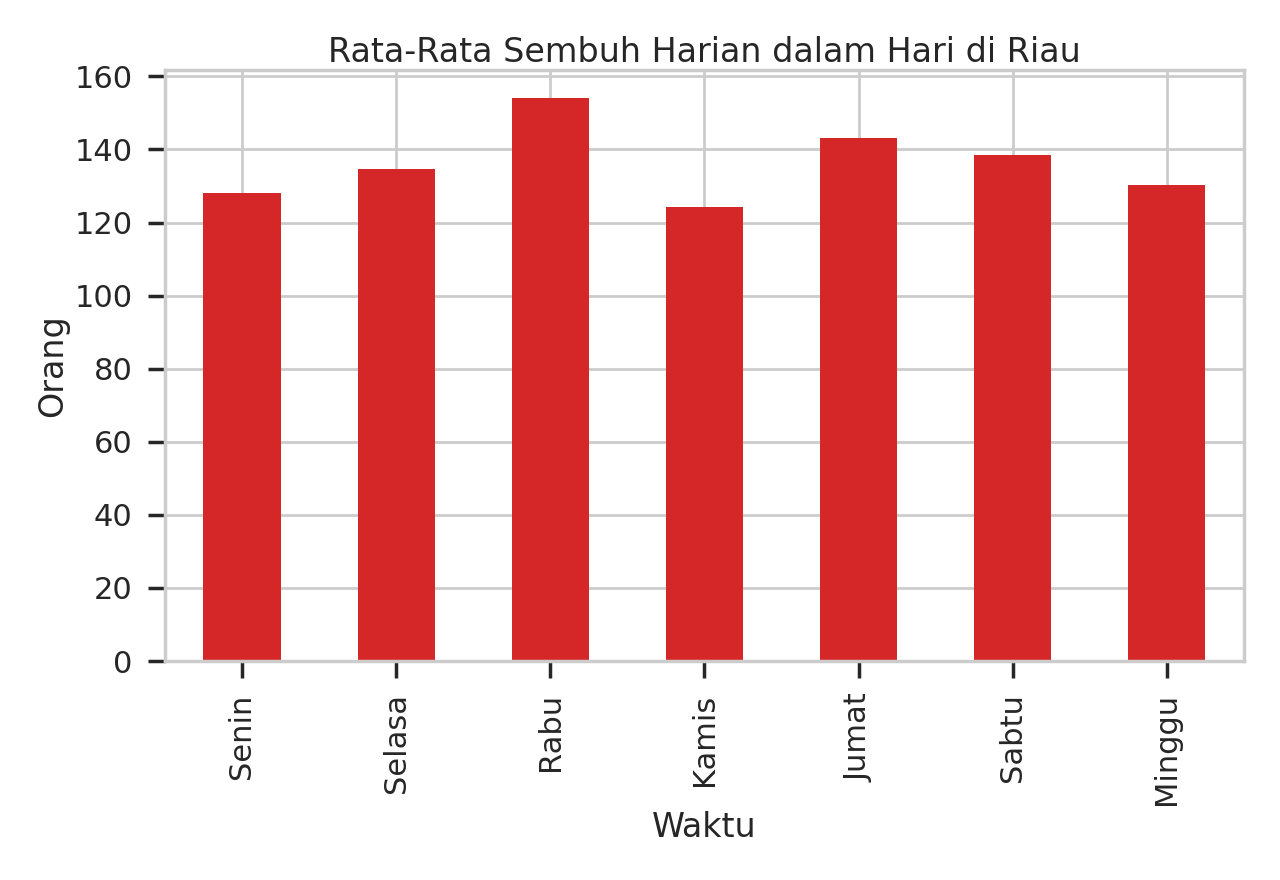 Rata-Rata Sembuh Harian dalam Hari di Riau
160
140
120
100
80
60
40
20
0
Orang
Senin
Selasa
Rabu
Kamis
Jumat
Sabtu
Minggu
Waktu